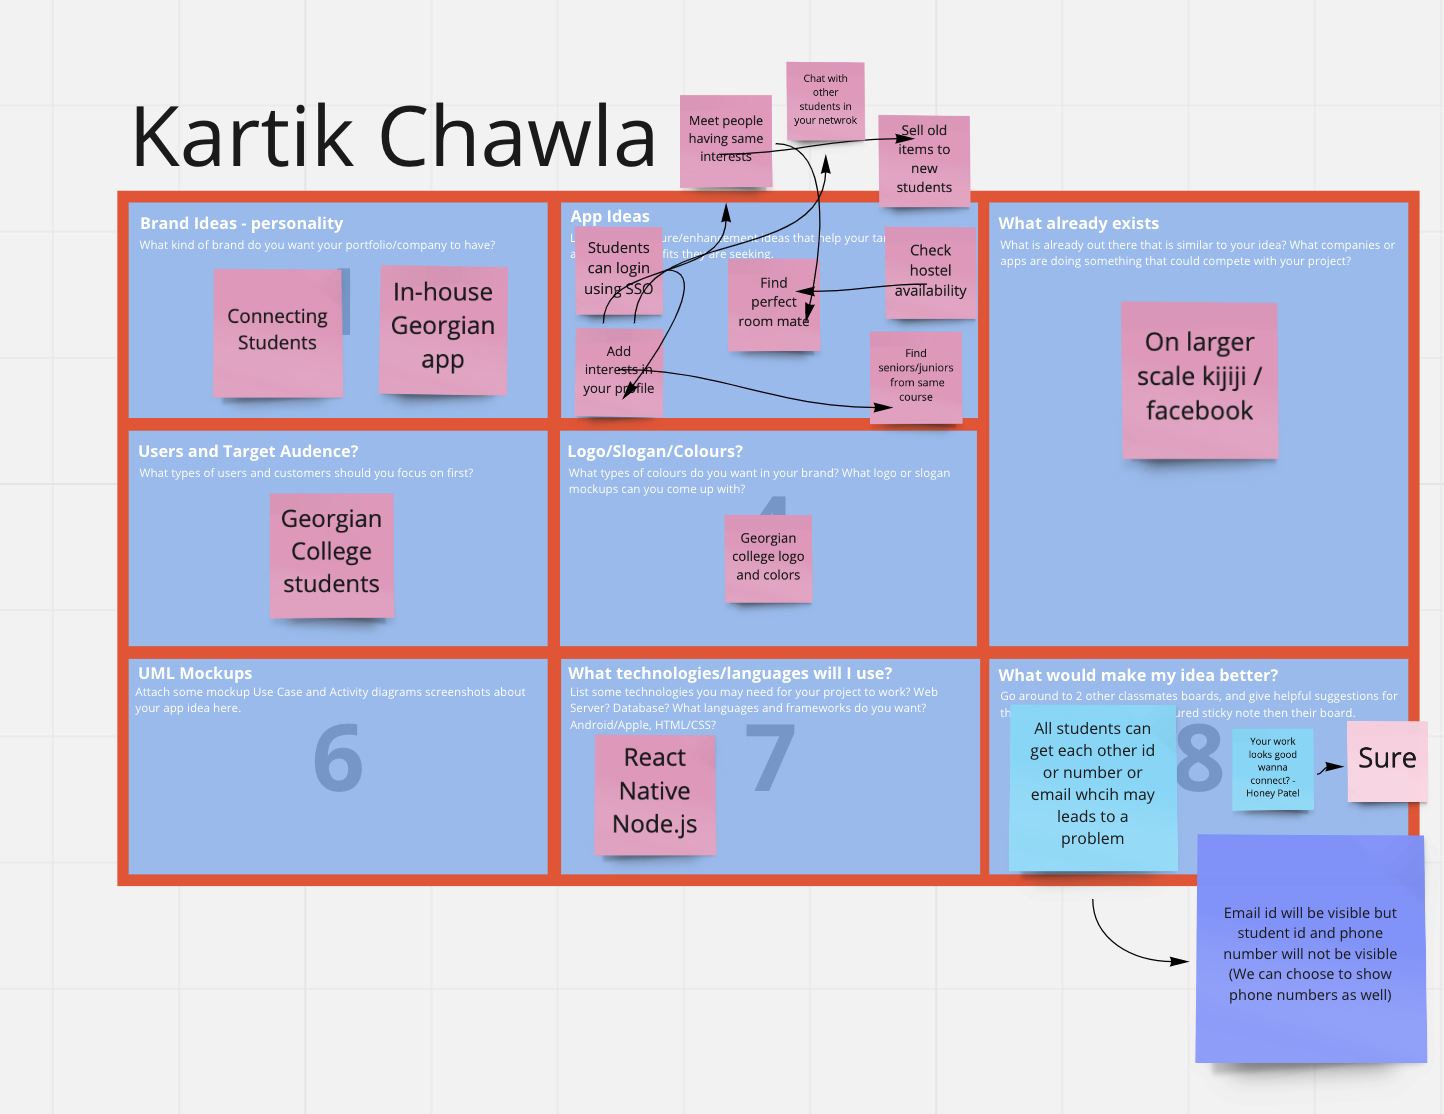 Kartik Chawla
Meet people
having same
interests
Chat with
other
students in
your netwrok
Sell old
items to
new
students
Brand Ideas - personality
What kind of brand do you want your portfolio/company to have?
Connecting
Students
In-house
Georgian
app
App Ideas
ure/enhancement ideas that help your tar
fits they are seeking.
Students
can login
using SSO
Find
perfect
room mate
Check
hostel
availability
Add
interests in
your profile
Find
seniors/juniors
from same
course
What already exists
What is already out there that is similar to your idea? What companies or
apps are doing something that could compete with your project?
On larger
scale kijiji /
facebook
Users and Target Audence?
What types of users and customers should you focus on first?
Georgian
College
students
Logo/Slogan/Colours?
What types of colours do you want in your brand? What logo or slogan
mockups can you come up with?
Georgian
college logo
and colors
UML Mockups
Attach some mockup Use Case and Activity diagrams screenshots about
your app idea here.
6
What technologies/languages will I use?
List some technologies you may need for your project to work? Web
Server? Database? What languages and frameworks do you want?
Android/Apple, HTML/CSS?
7
React
Native
Node.js
What would make my idea better?
Go around to 2 other classmates boards, and give helpful suggestions for
ured sticky note then their board.
8
All students can
get each other id
or number or
email whcih may
leads to a
problem
Your work
looks good
wanna
connect? -
Honey Patel
Sure
Email id will be visible but
student id and phone
number will not be visible
(We can choose to show
phone numbers as well)